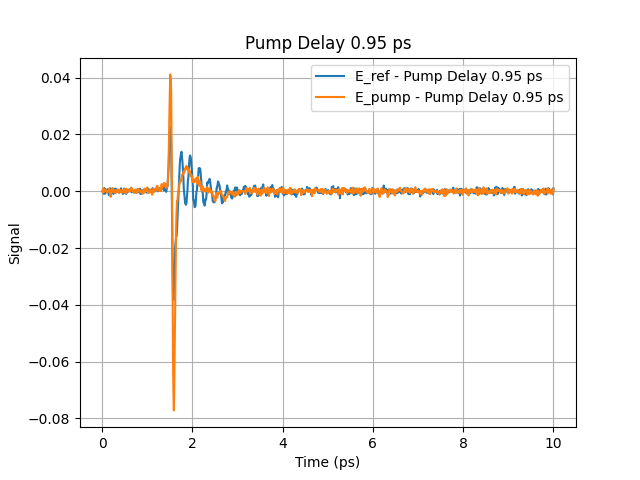 Pump Delay 0.95 ps
E_ref - Pump Delay 0.95 ps
E_pump - Pump Delay 0.95 ps
0.04
0.02
0.00
−0.02
−0.04
−0.06
−0.08
Signal
0 2 4 6 8 10
Time (ps)